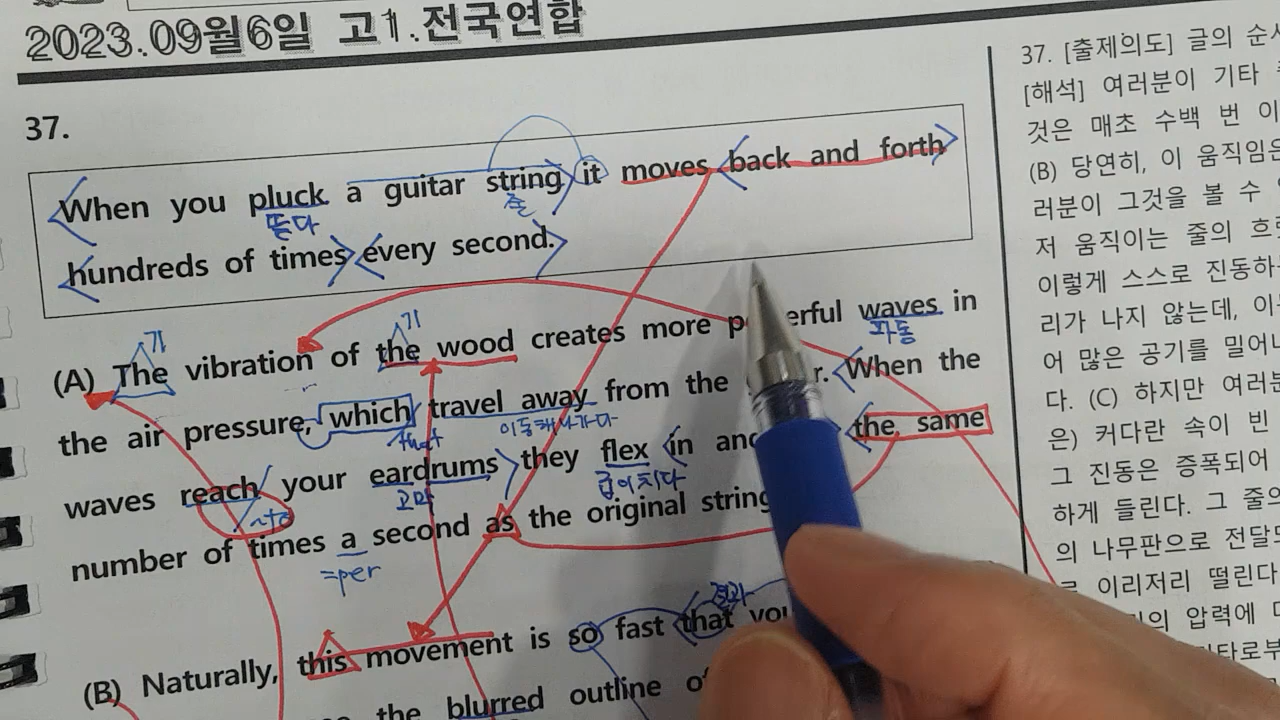 2023.09월6일 고1.전국연합
37.
When you pluck a guitar string, it moves back and forth
뜯다
줄
hundreds of times every second.
기
기
(A) The vibration of the wood creates more powerful waves in
파동
the air pressure, which travel away from the r. When the
that
이동해 나가다
waves reach your eardrums, they flex in and the same
~to
고막
굽이치다
number of times a second as the original string
=per
결과
(B) Naturally, this movement is so fast that you
the blurred outline of
37. [출제의도] 글의 순서
[해석] 여러분이 기타
것은 매초 수백 번 이
(B) 당연히, 이 움직임은
러분이 그것을 볼 수
저 움직이는 줄의
이렇게 스스로 진동하
리가 나지 않는데, 이
어 많은 공기를 밀어
다. (C) 하지만 여러분
은) 커다란 속이 빈
그 진동은 증폭되어
하게 들린다. 그 줄의
의 나무판으로 전달
로 이리저리 떨린다
의 압력에